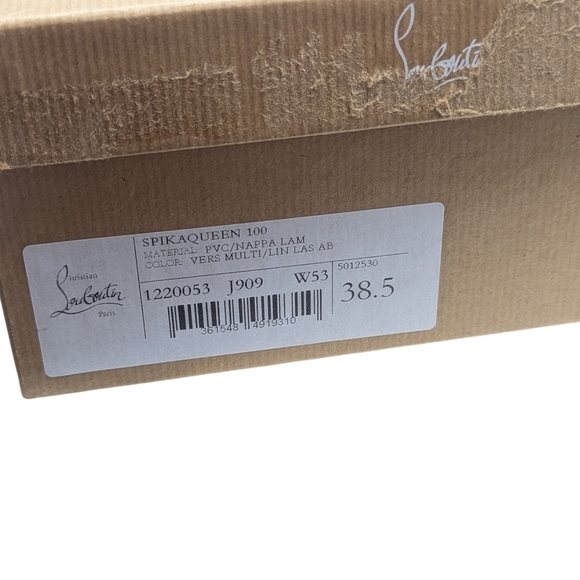 Louboutin
SPIKAQUEEN 100
MATERIAL: PVC/NAPPA LAM
COLOR: VERS MULTI/LIN LAS AB
Christian
Louboutin
Paris
1220053 J909 W53
5012530
38.5
361548 4919310